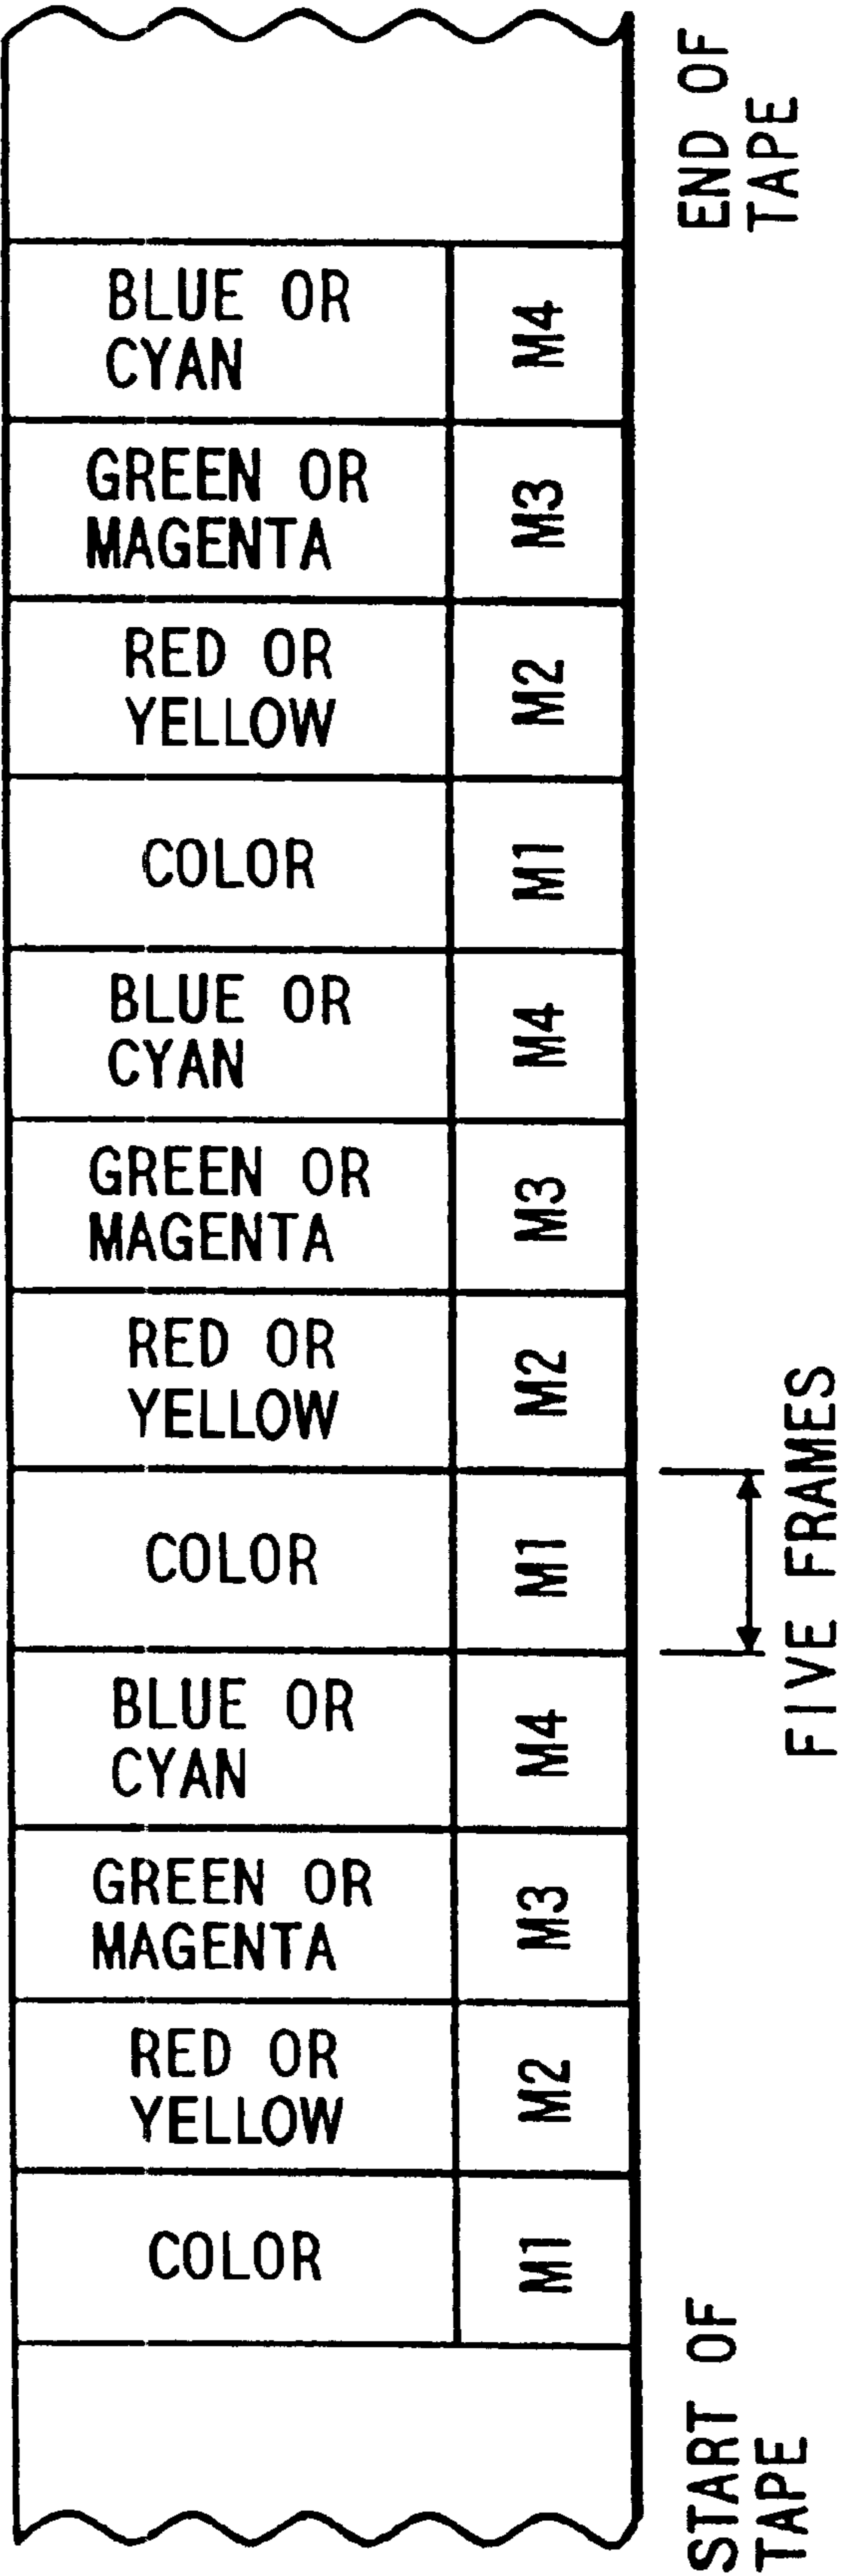 END OF
TAPE
BLUE OR
CYAN
M4
GREEN OR
MAGENTA
M3
RED OR
YELLOW
M2
COLOR
M1
BLUE OR
CYAN
M4
GREEN OR
MAGENTA
M3
RED OR
YELLOW
M2
COLOR
M1
FIVE FRAMES
BLUE OR
CYAN
M4
GREEN OR
MAGENTA
M3
RED OR
YELLOW
M2
COLOR
M1
START OF
TAPE